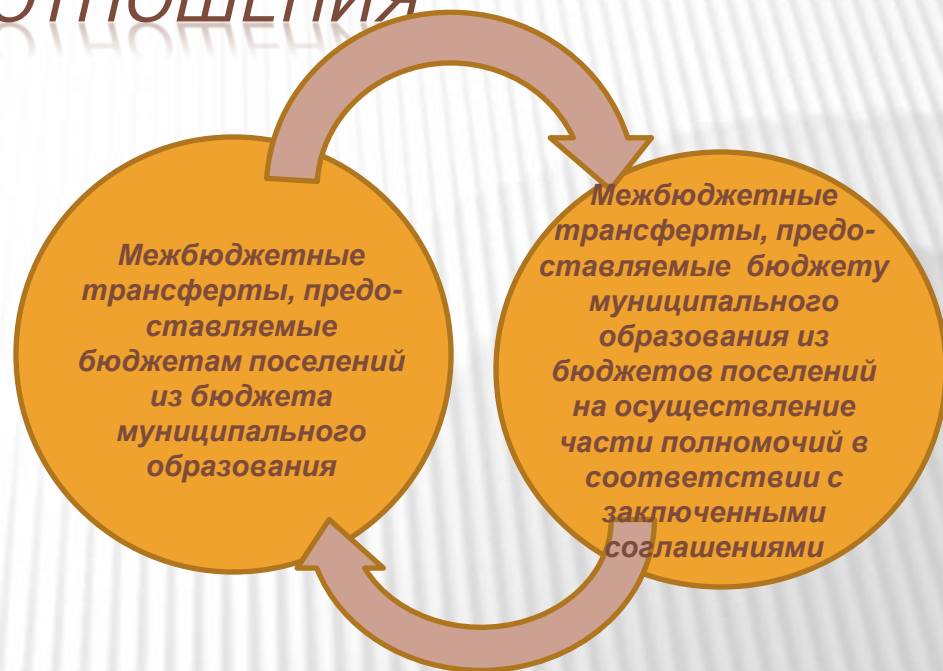 ОТНОШЕНИЯ
Межбюджетные
трансферты, предо-
ставляемые
бюджетам поселений
из бюджета
муниципального
образования
Межбюджетные
трансферты, предо-
ставляемые бюджету
муниципального
образования из
бюджетов поселений
на осуществление
части полномочий в
соответствии с
заключенными
соглашениями